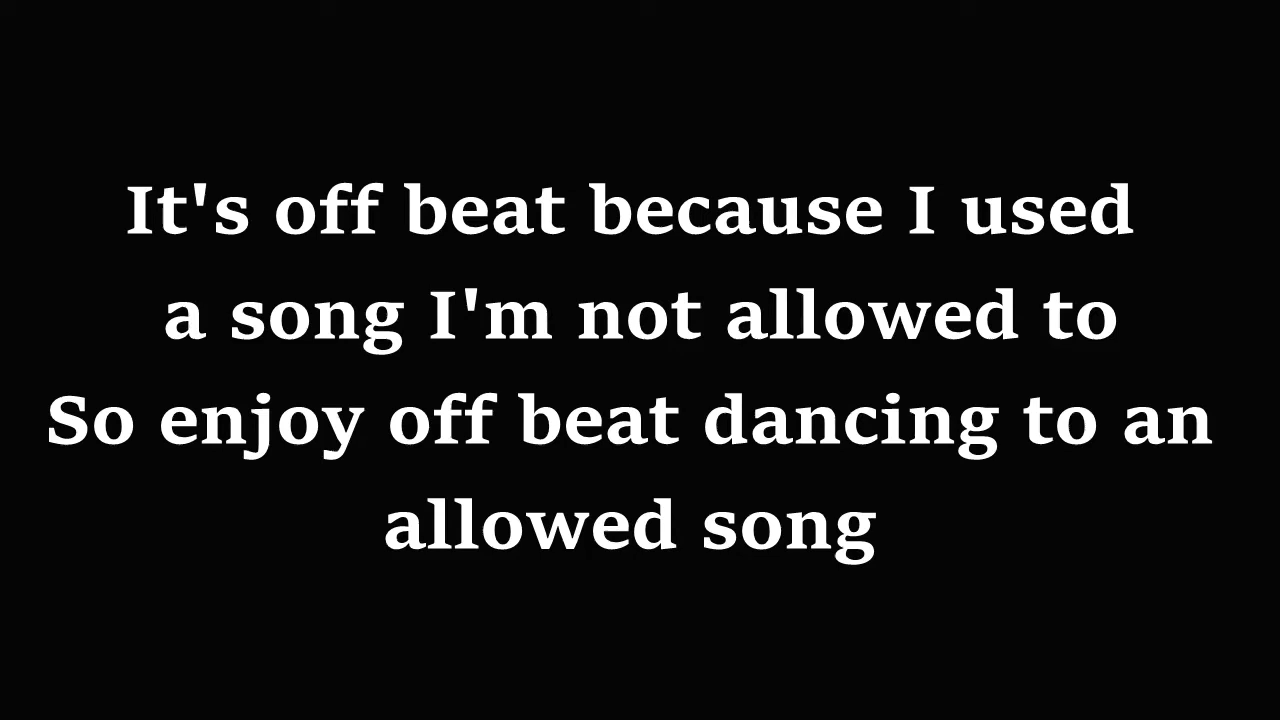 It's off beat because I used
a song I'm not allowed to
So enjoy off beat dancing to an
allowed song